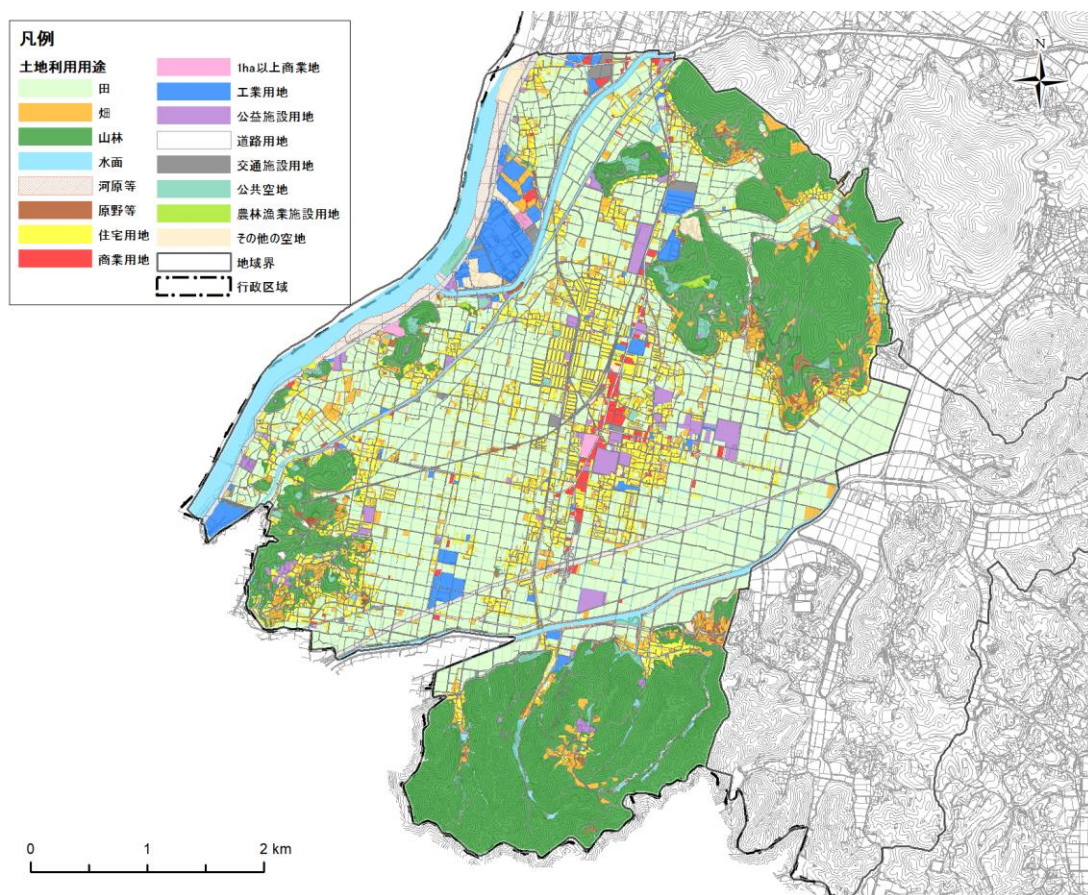 凡例
土地利用用途
田
畑
山林
水面
河原等
原野等
住宅用地
商業用地
1ha以上商業地
工業用地
公益施設用地
道路用地
交通施設用地
公共空地
農林漁業施設用地
その他の空地
地域界
行政区域
N
0 1 2 km